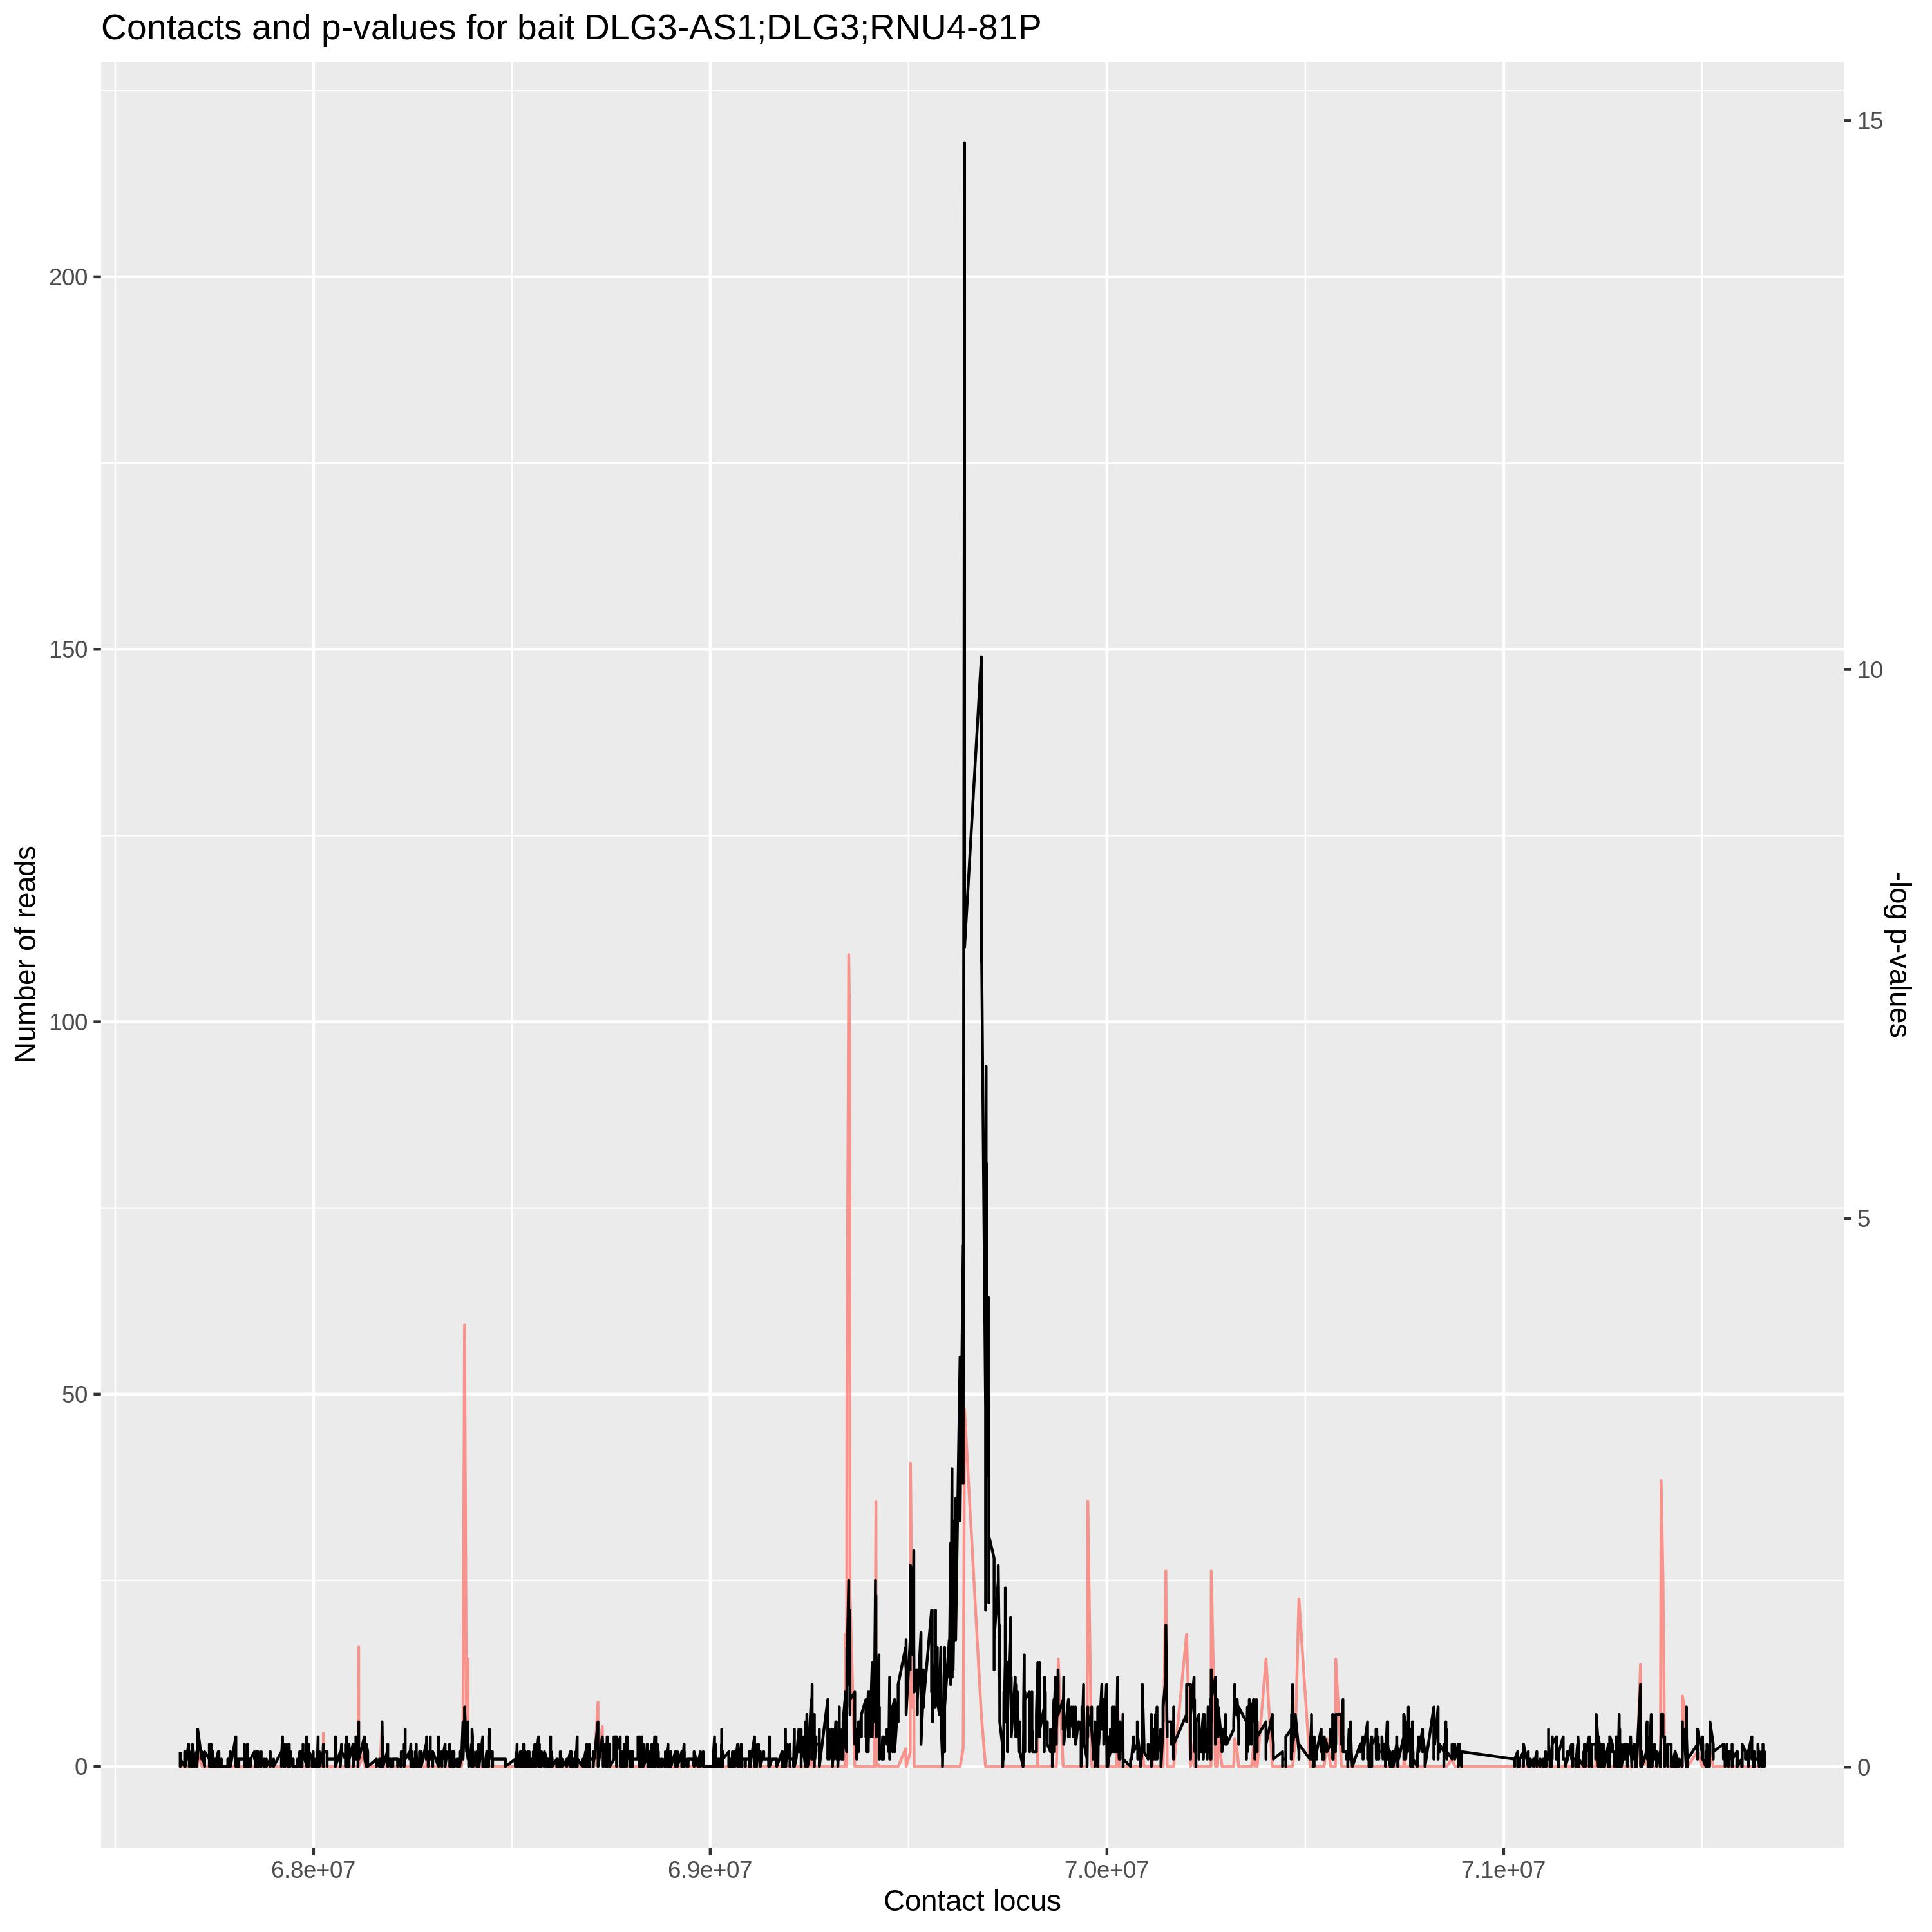 Contacts and p-values for bait DLG3-AS1;DLG3;RNU4-81P
200
150
100
50
0
15
10
5
0
Number of reads
-log p-values
6.8e+07 6.9e+07 7.0e+07 7.1e+07
Contact locus